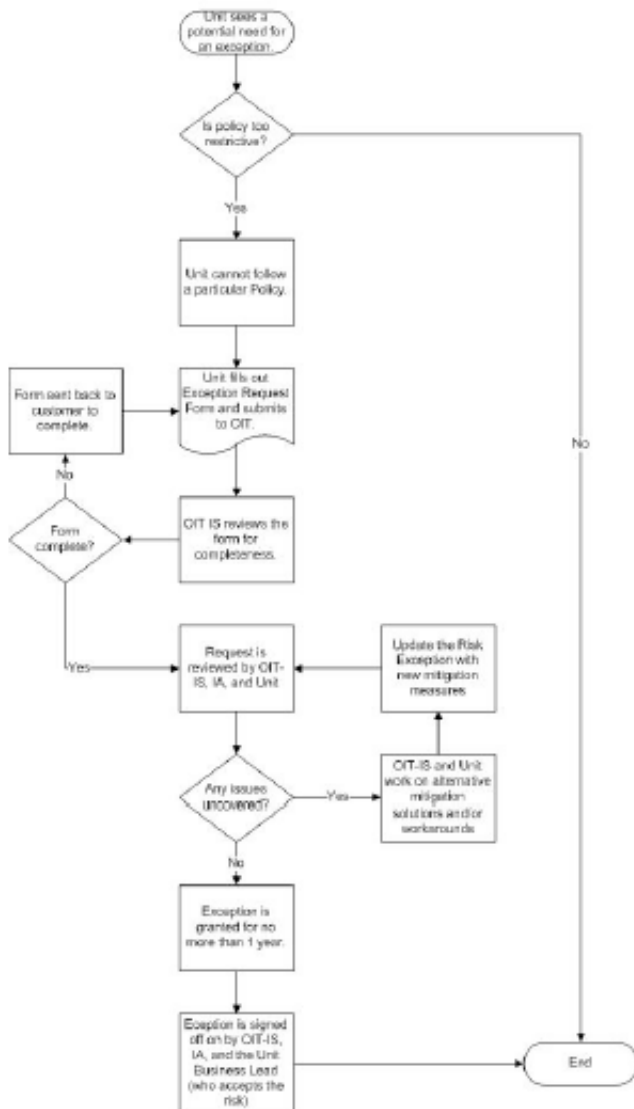 Unit sees a
potential need for
an exception.
Is policy too
restrictive?
Yes
Unit cannot follow
a particular Policy.
Form sent back to
customer to
complete.
Unit fills out
Exception Request
Form and submits
to OIT.
No
No
Form
complete?
OIT IS reviews the
form for
completeness.
Yes
Request is
reviewed by OIT-
IS, IA, and Unit
Update the Risk
Exception with
new mitigation
measures
Any issues
uncovered?
Yes
OIT-IS and Unit
work on alternative
mitigation
solutions and/or
workarounds
No
Exception is
granted for no
more than 1 year.
Eception is signed
off on by OIT-IS,
IA, and the Unit
Business Lead
(who accepts the
risk)
End